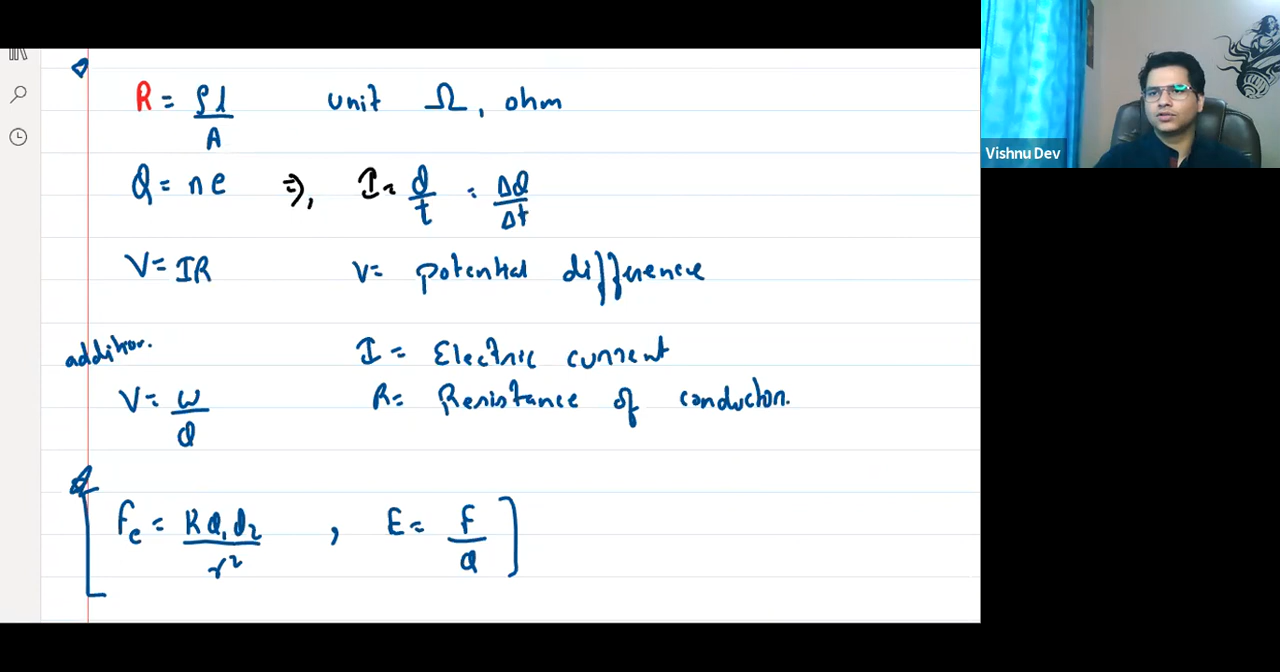 R = ρl/A unit Ω, ohm
Q = ne ⇒, I = Q/t = ΔQ/Δt
V = IR V = potential difference
addition. I = Electric current
V = W/Q R = Resistance of conductor.
Fe = KQ₁Q₂/r² , E = F/Q
Vishnu Dev